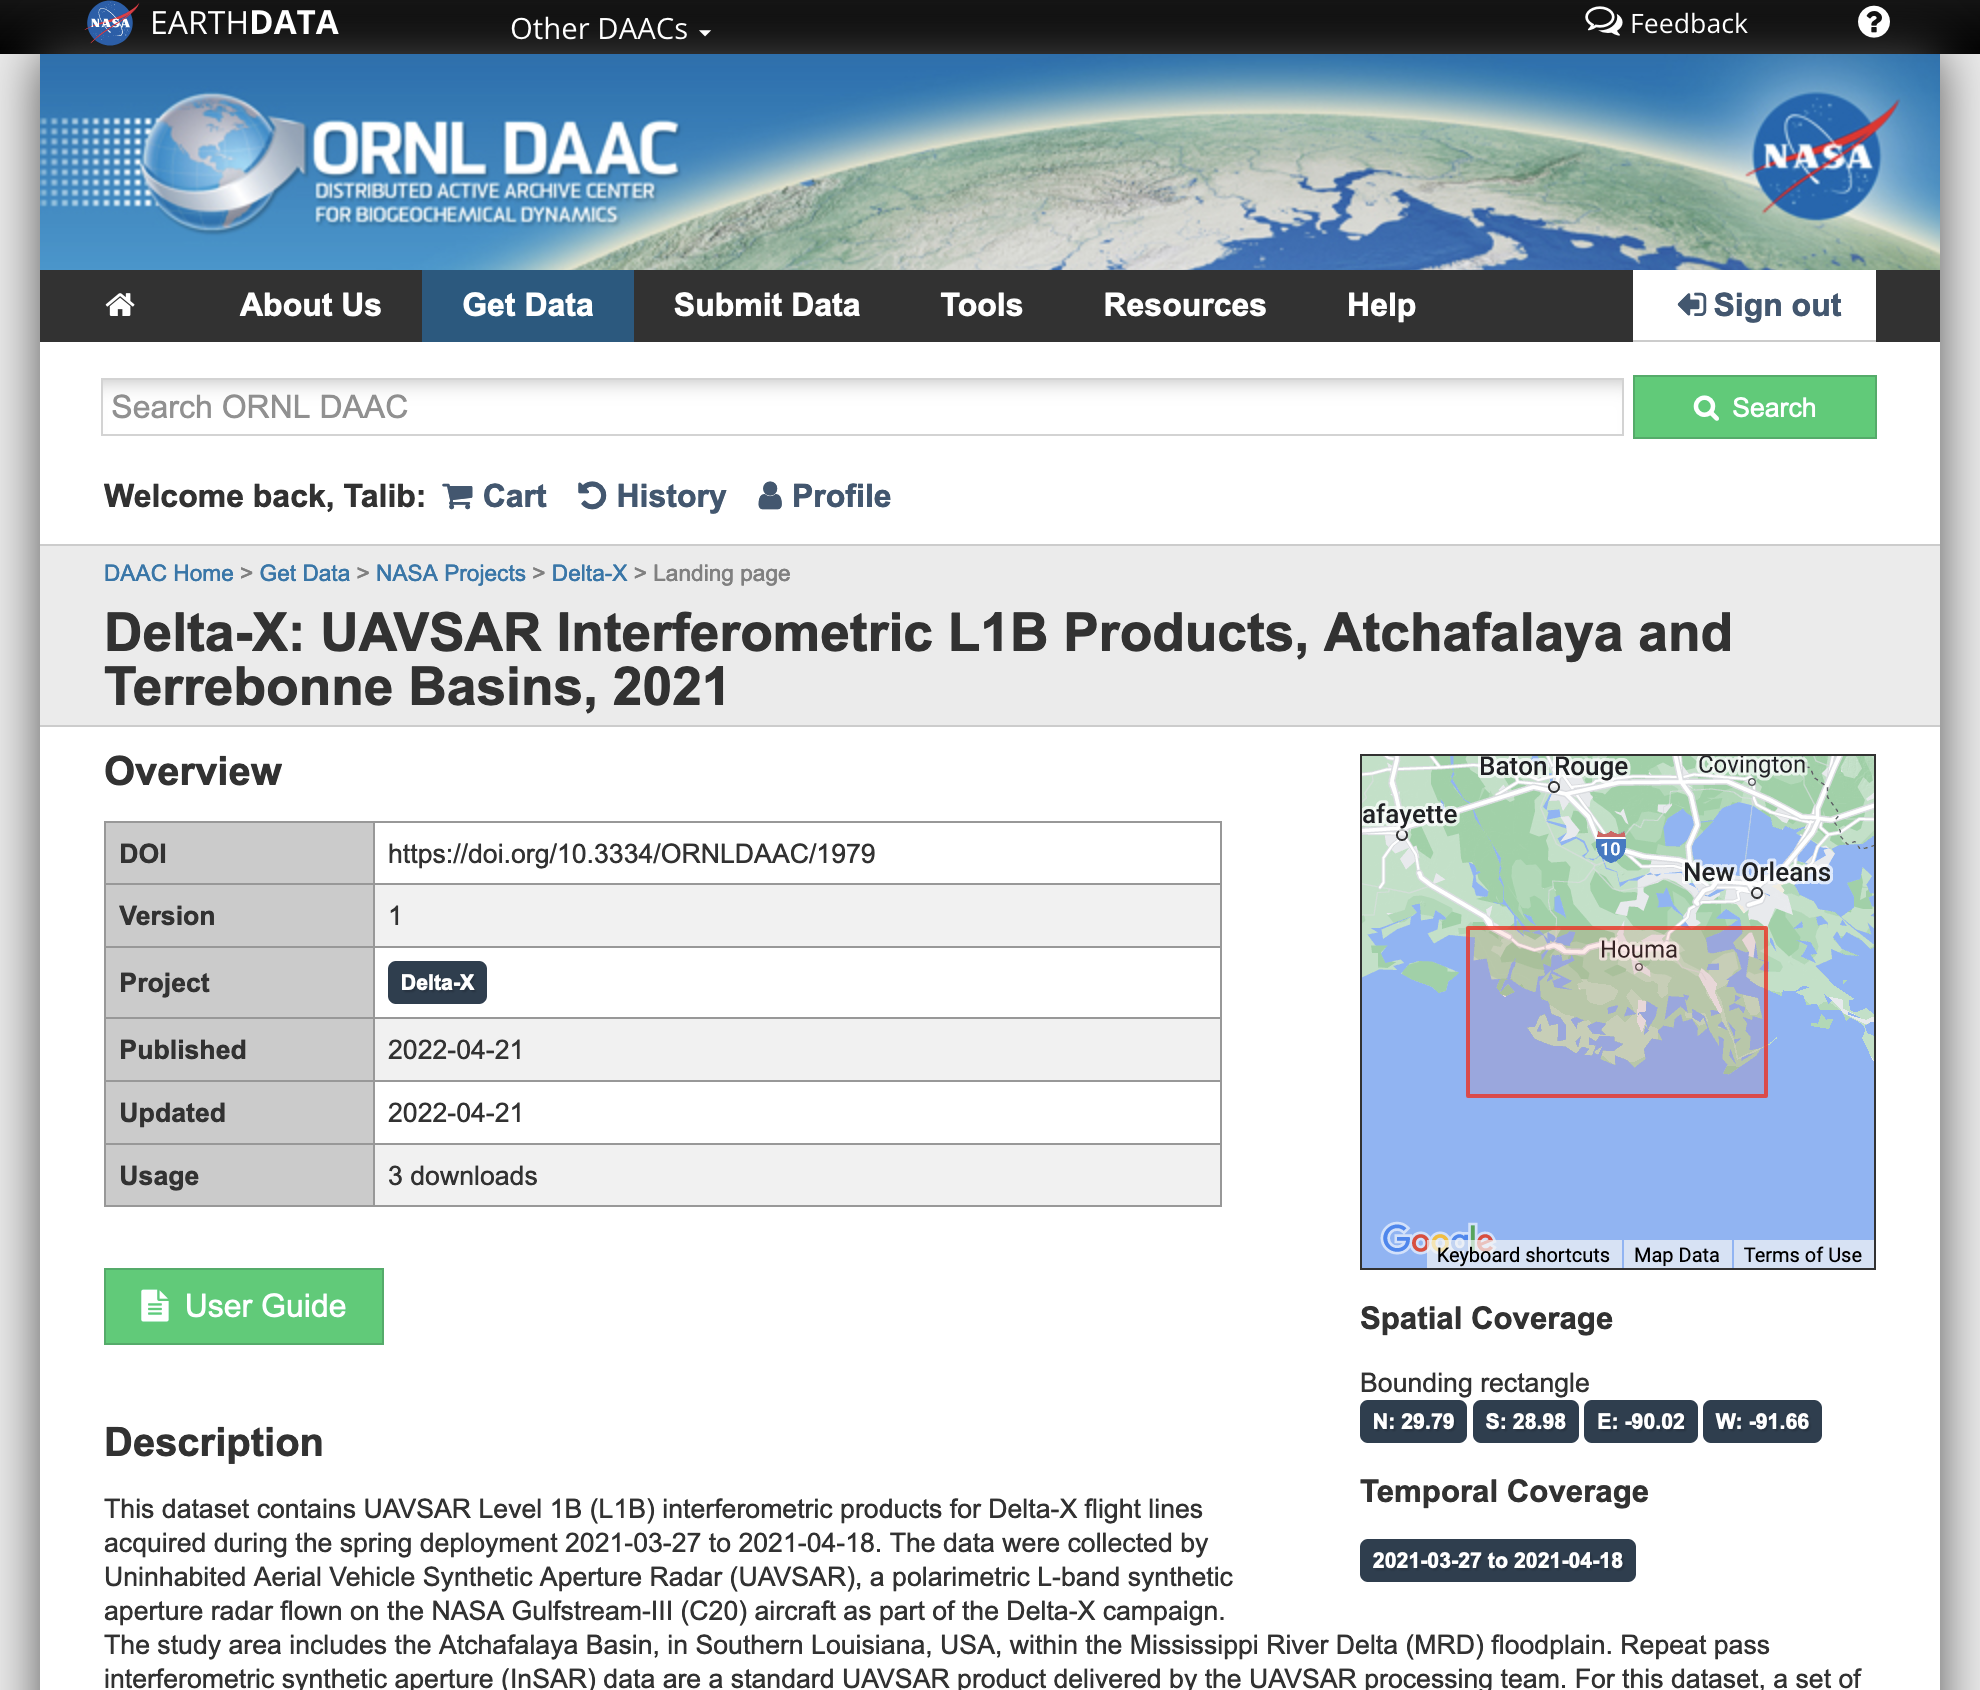 NASA EARTHDATA Other DAACs Feedback ?
ORNL DAAC
DISTRIBUTED ACTIVE ARCHIVE CENTER
FOR BIOGEOCHEMICAL DYNAMICS
NASA
About Us Get Data Submit Data Tools Resources Help Sign out
Search ORNL DAAC Search
Welcome back, Talib: Cart History Profile
DAAC Home > Get Data > NASA Projects > Delta-X > Landing page
Delta-X: UAVSAR Interferometric L1B Products, Atchafalaya and
Terrebonne Basins, 2021
Overview
DOI https://doi.org/10.3334/ORNLDAAC/1979
Version 1
Project Delta-X
Published 2022-04-21
Updated 2022-04-21
Usage 3 downloads
User Guide
Baton Rouge
Covington
afayette
10
New Orleans
Houma
Google
Keyboard shortcuts Map Data Terms of Use
Spatial Coverage
Bounding rectangle
N: 29.79 S: 28.98 E: -90.02 W: -91.66
Temporal Coverage
2021-03-27 to 2021-04-18
Description
This dataset contains UAVSAR Level 1B (L1B) interferometric products for Delta-X flight lines
acquired during the spring deployment 2021-03-27 to 2021-04-18. The data were collected by
Uninhabited Aerial Vehicle Synthetic Aperture Radar (UAVSAR), a polarimetric L-band synthetic
aperture radar flown on the NASA Gulfstream-III (C20) aircraft as part of the Delta-X campaign.
The study area includes the Atchafalaya Basin, in Southern Louisiana, USA, within the Mississippi River Delta (MRD) floodplain. Repeat pass
interferometric synthetic aperture (InSAR) data are a standard UAVSAR product delivered by the UAVSAR processing team. For this dataset, a set of